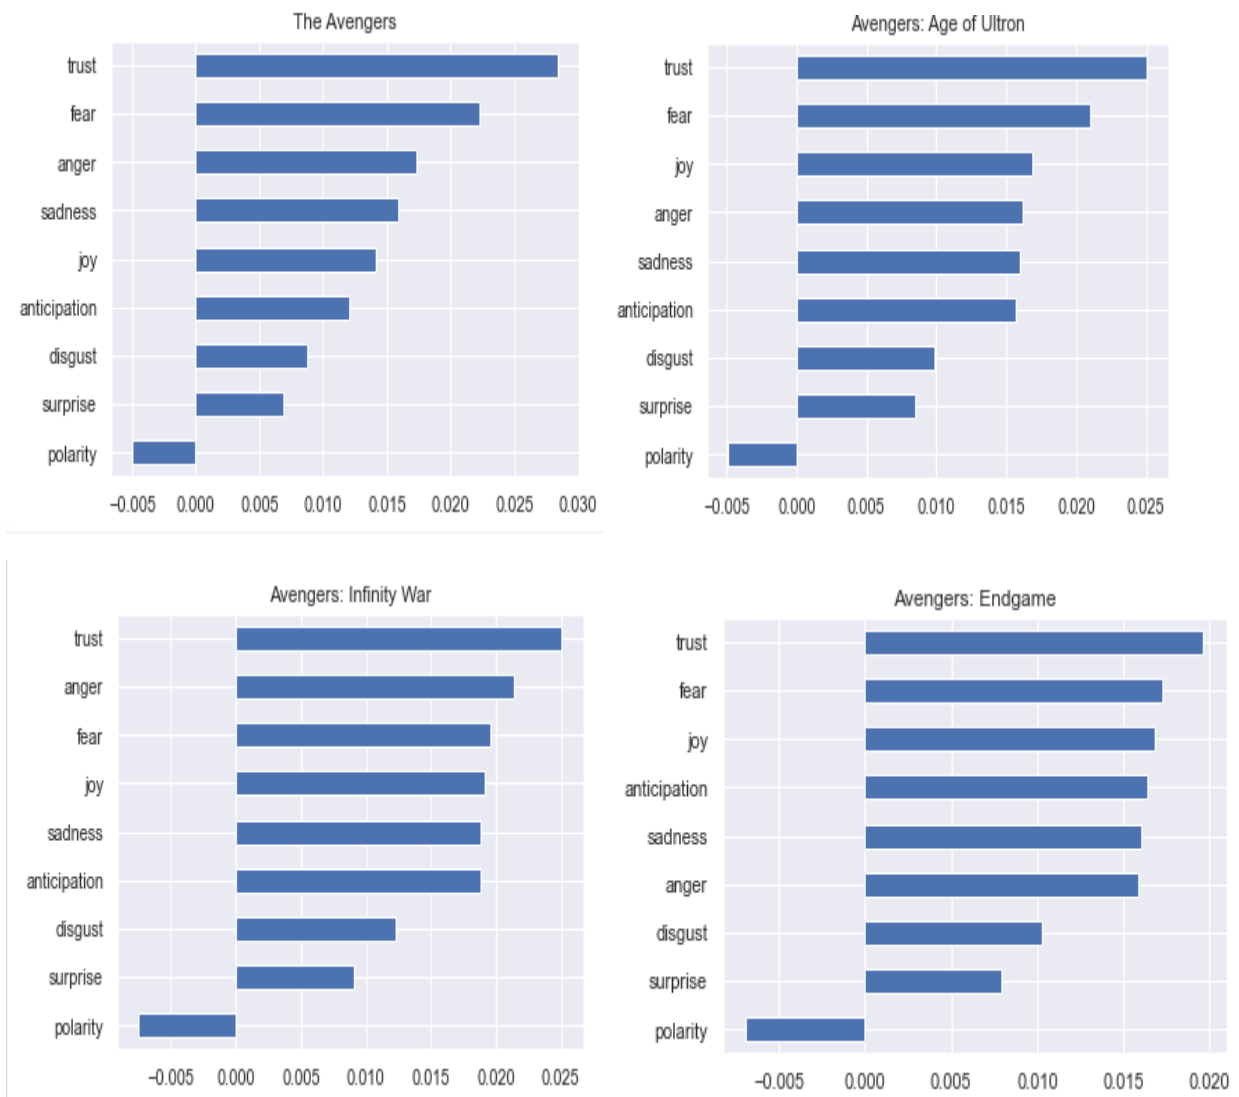 The Avengers
trust
fear
anger
sadness
joy
anticipation
disgust
surprise
polarity
−0.005 0.000 0.005 0.010 0.015 0.020 0.025 0.030
Avengers: Age of Ultron
trust
fear
joy
anger
sadness
anticipation
disgust
surprise
polarity
−0.005 0.000 0.005 0.010 0.015 0.020 0.025
Avengers: Infinity War
trust
anger
fear
joy
sadness
anticipation
disgust
surprise
polarity
−0.005 0.000 0.005 0.010 0.015 0.020 0.025
Avengers: Endgame
trust
fear
joy
anticipation
sadness
anger
disgust
surprise
polarity
−0.005 0.000 0.005 0.010 0.015 0.020